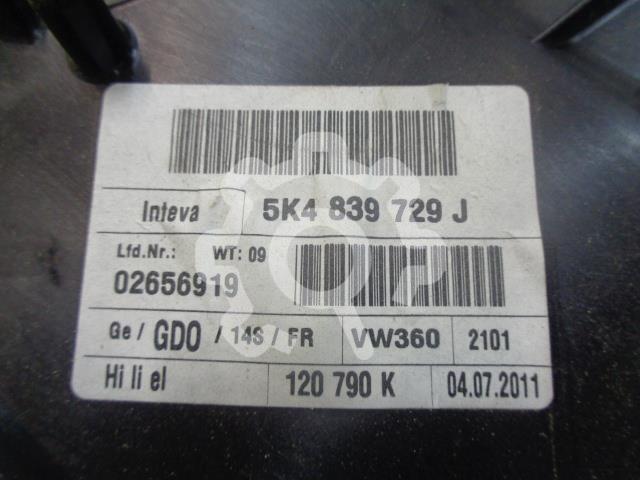 Inteva 5K4 839 729 J
Lfd.Nr.: WT: 09
02656919
Ge / GDO / 14S / FR VW360 2101
Hi li el 120 790 K 04.07.2011